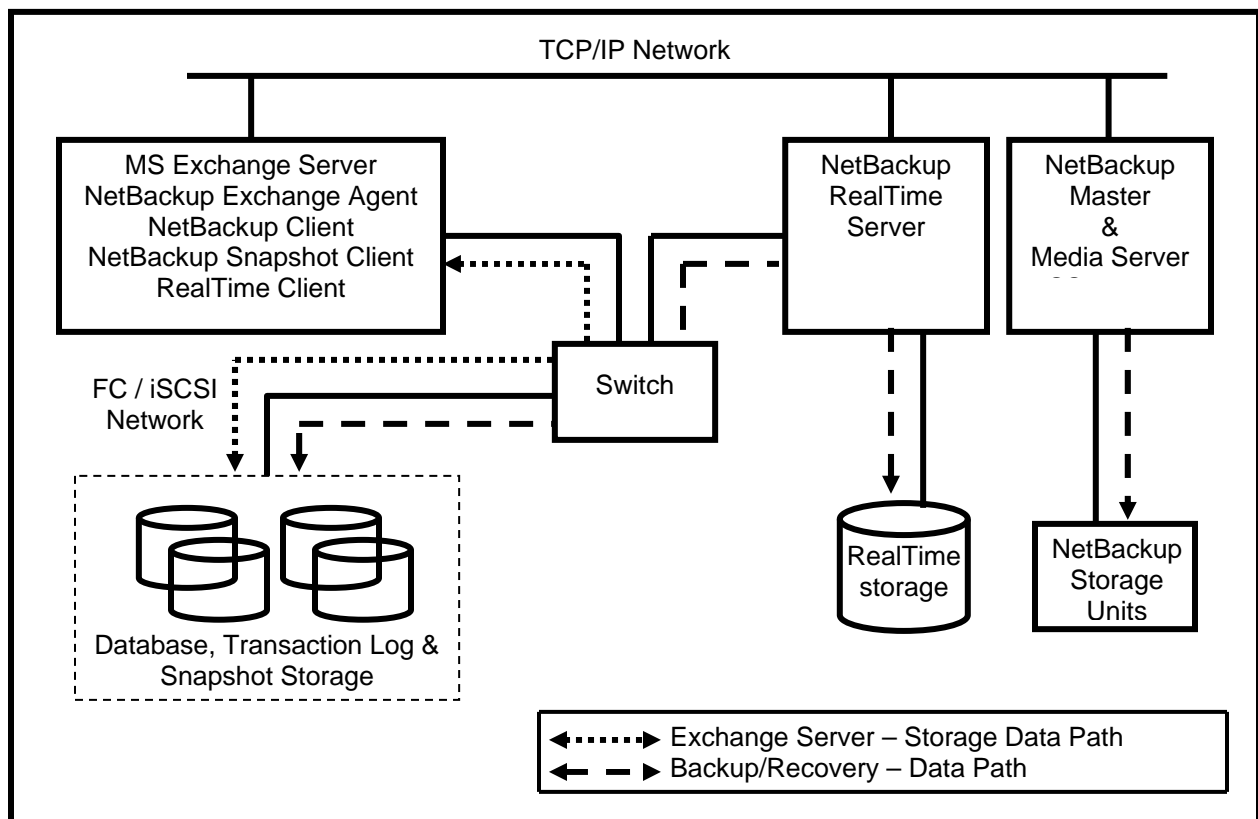 TCP/IP Network
MS Exchange Server
NetBackup Exchange Agent
NetBackup Client
NetBackup Snapshot Client
RealTime Client
NetBackup
RealTime
Server
NetBackup
Master
&
Media Server
Switch
FC / iSCSI
Network
Database, Transaction Log &
Snapshot Storage
RealTime
storage
NetBackup
Storage
Units
Exchange Server – Storage Data Path
Backup/Recovery – Data Path